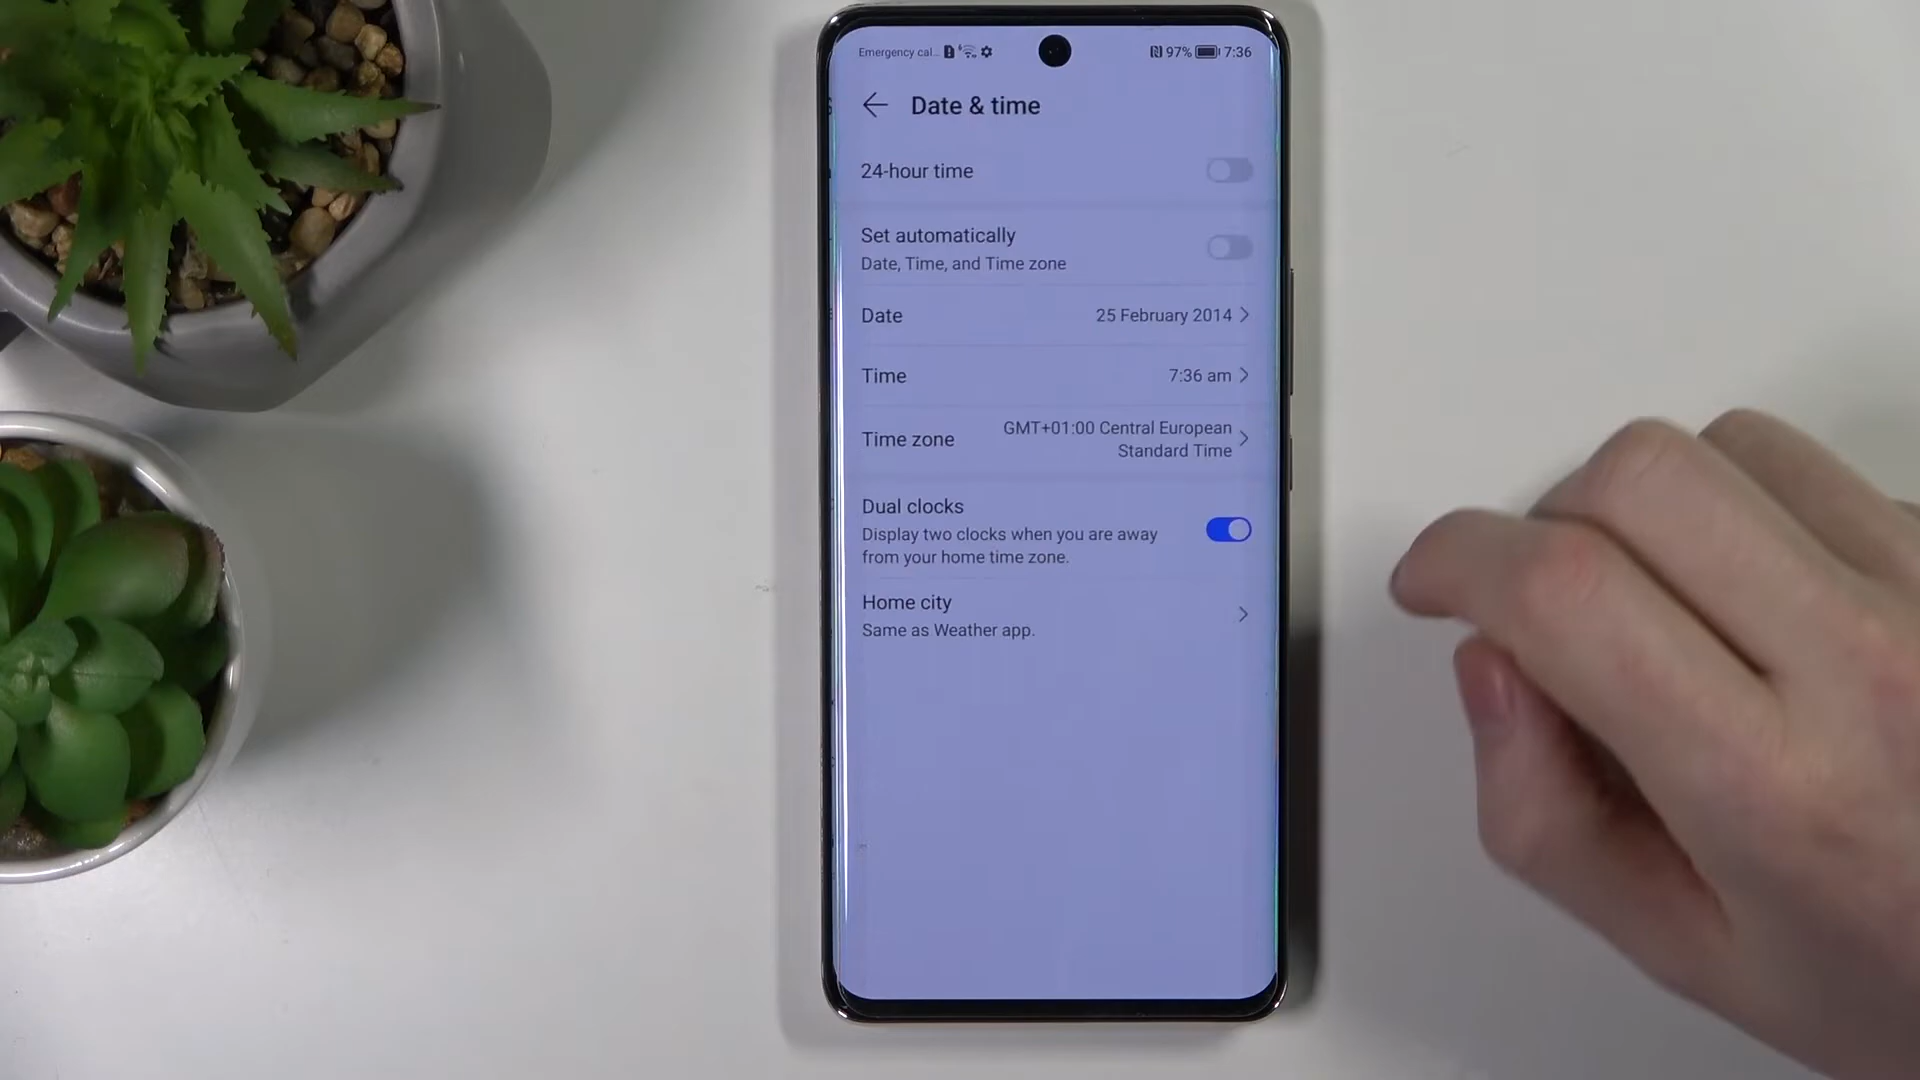 Emergency cal... 97% 7:36
Date & time
24-hour time
Set automatically
Date, Time, and Time zone
Date 25 February 2014
Time 7:36 am
Time zone GMT+01:00 Central European
Standard Time
Dual clocks
Display two clocks when you are away
from your home time zone.
Home city
Same as Weather app.